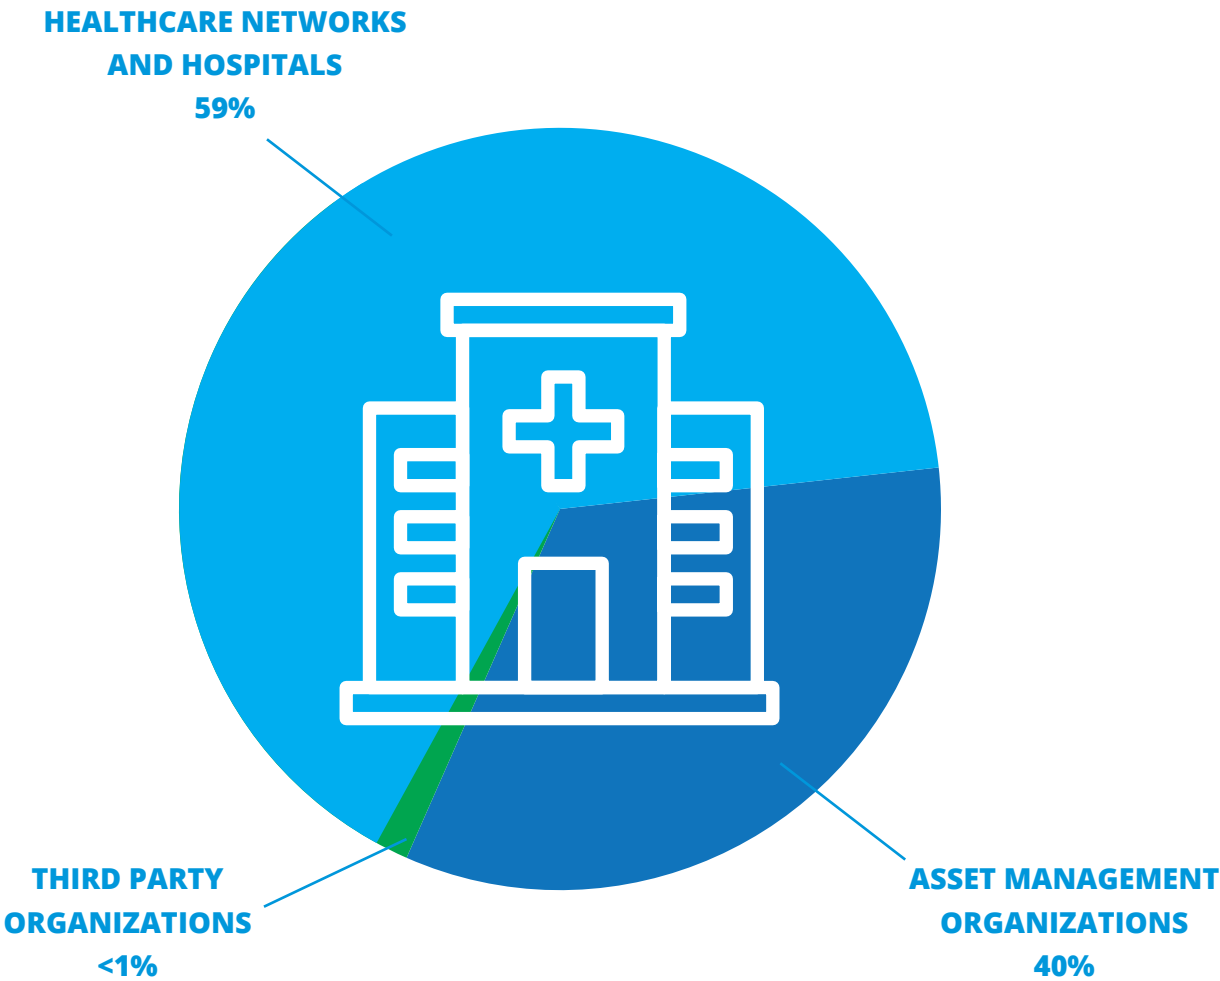 HEALTHCARE NETWORKS
AND HOSPITALS
59%
THIRD PARTY
ORGANIZATIONS
<1%
ASSET MANAGEMENT
ORGANIZATIONS
40%